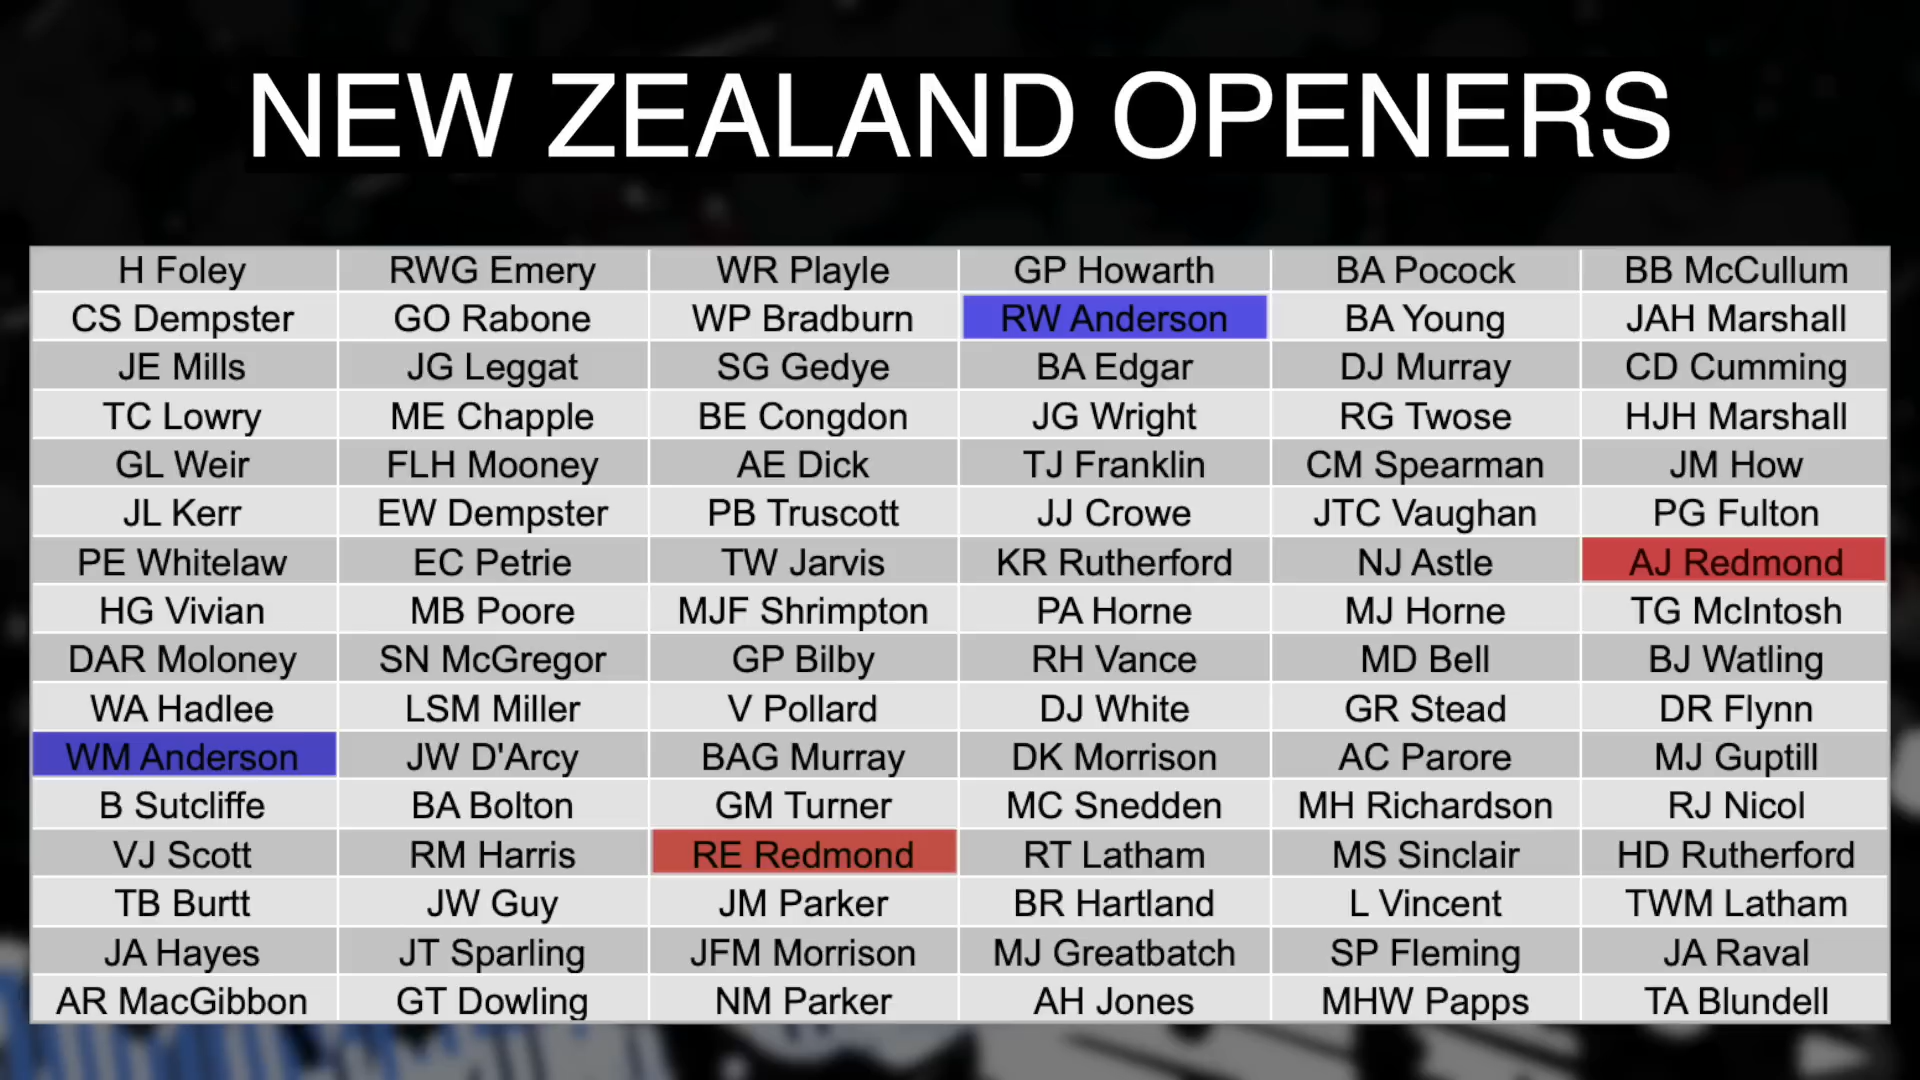 NEW ZEALAND OPENERS
H Foley RWG Emery WR Playle GP Howarth BA Pocock BB McCullum
CS Dempster GO Rabone WP Bradburn RW Anderson BA Young JAH Marshall
JE Mills JG Leggat SG Gedye BA Edgar DJ Murray CD Cumming
TC Lowry ME Chapple BE Congdon JG Wright RG Twose HJH Marshall
GL Weir FLH Mooney AE Dick TJ Franklin CM Spearman JM How
JL Kerr EW Dempster PB Truscott JJ Crowe JTC Vaughan PG Fulton
PE Whitelaw EC Petrie TW Jarvis KR Rutherford NJ Astle AJ Redmond
HG Vivian MB Poore MJF Shrimpton PA Horne MJ Horne TG McIntosh
DAR Moloney SN McGregor GP Bilby RH Vance MD Bell BJ Watling
WA Hadlee LSM Miller V Pollard DJ White GR Stead DR Flynn
WM Anderson JW D'Arcy BAG Murray DK Morrison AC Parore MJ Guptill
B Sutcliffe BA Bolton GM Turner MC Snedden MH Richardson RJ Nicol
VJ Scott RM Harris RE Redmond RT Latham MS Sinclair HD Rutherford
TB Burtt JW Guy JM Parker BR Hartland L Vincent TWM Latham
JA Hayes JT Sparling JFM Morrison MJ Greatbatch SP Fleming JA Raval
AR MacGibbon GT Dowling NM Parker AH Jones MHW Papps TA Blundell